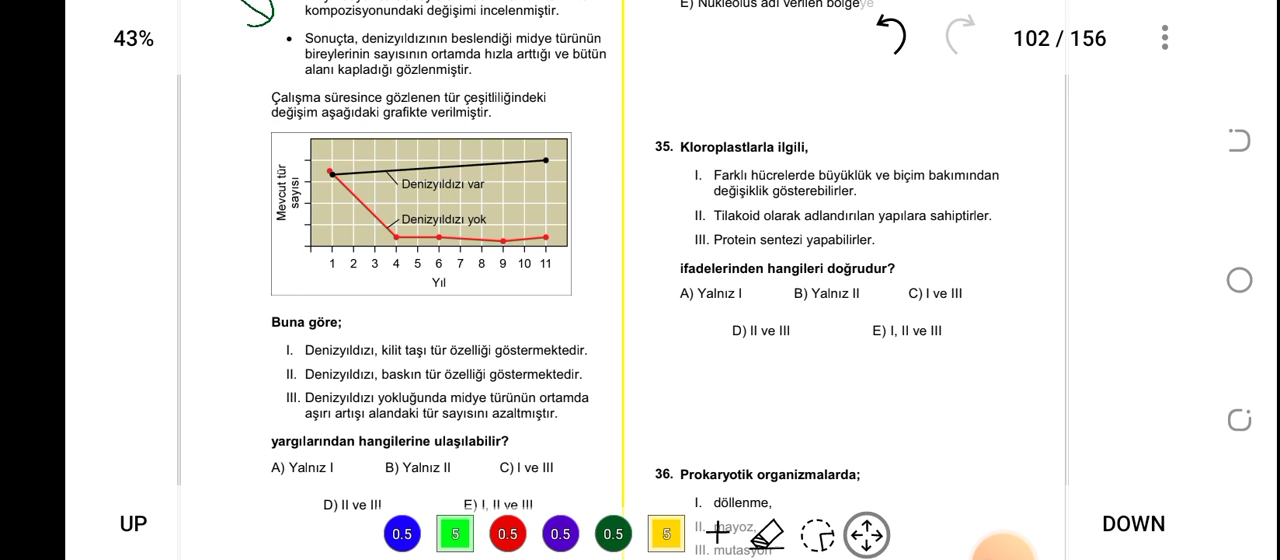 43%
kompozisyonundaki değişimi incelenmiştir.
• Sonuçta, denizyıldızının beslendiği midye türünün
bireylerinin sayısının ortamda hızla arttığı ve bütün
alanı kapladığı gözlenmiştir.
Çalışma süresince gözlenen tür çeşitliliğindeki
değişim aşağıdaki grafikte verilmiştir.
Mevcut tür
sayısı
Denizyıldızı var
Denizyıldızı yok
1 2 3 4 5 6 7 8 9 10 11
Yıl
Buna göre;
I. Denizyıldızı, kilit taşı tür özelliği göstermektedir.
II. Denizyıldızı, baskın tür özelliği göstermektedir.
III. Denizyıldızı yokluğunda midye türünün ortamda
aşırı artışı alandaki tür sayısını azaltmıştır.
yargılarından hangilerine ulaşılabilir?
A) Yalnız I B) Yalnız II C) I ve III
D) II ve III E) I, II ve III
E) Nükleolus adı verilen bölgeye
102 / 156
35. Kloroplastlarla ilgili,
I. Farklı hücrelerde büyüklük ve biçim bakımından
değişiklik gösterebilirler.
II. Tilakoid olarak adlandırılan yapılara sahiptirler.
III. Protein sentezi yapabilirler.
ifadelerinden hangileri doğrudur?
A) Yalnız I B) Yalnız II C) I ve III
D) II ve III E) I, II ve III
36. Prokaryotik organizmalarda;
I. döllenme,
II. mayoz,
III. mutasyon
UP
0.5 5 0.5 0.5 0.5 5
DOWN